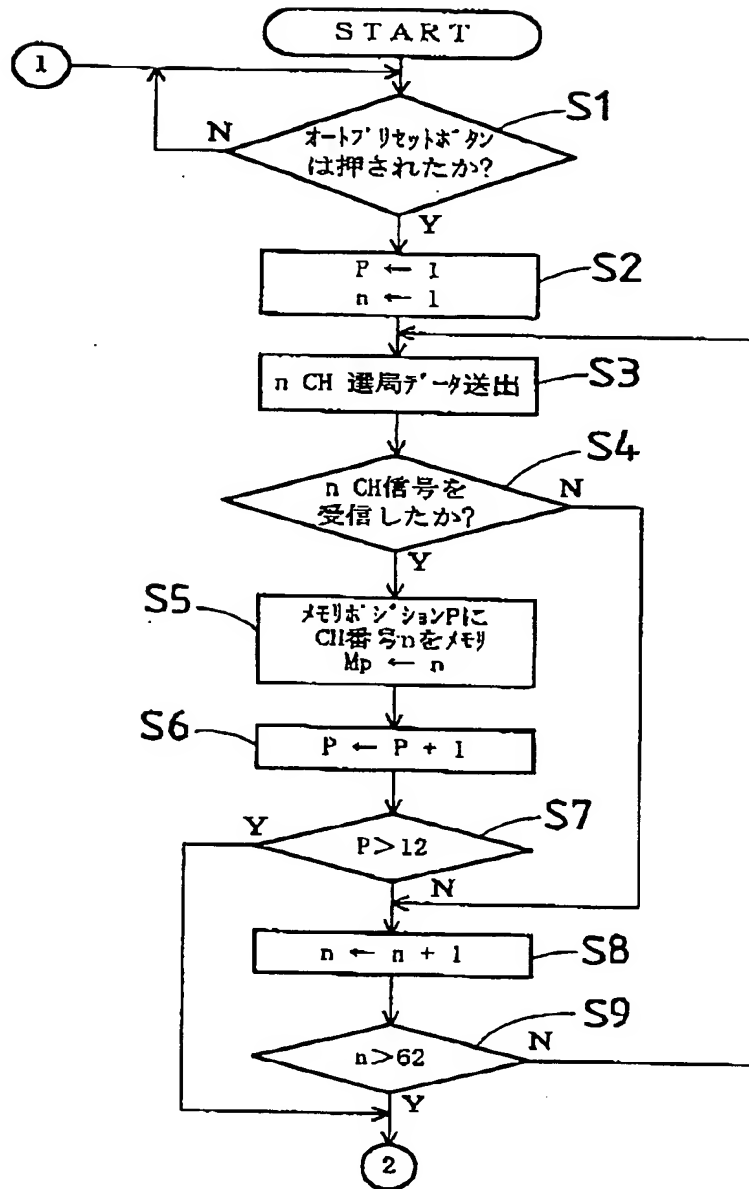 START
1
S1
N
オートプリセットボタン
は押されたか?
Y
P ← 1
n ← 1
S2
n CH 選局データ送出
S3
S4
n CH信号を
受信したか?
N
Y
S5
メモリポジションPに
CH番号nをメモリ
Mp ← n
S6
P ← P + 1
S7
Y
P>12
N
n ← n + 1
S8
S9
n>62
N
Y
2